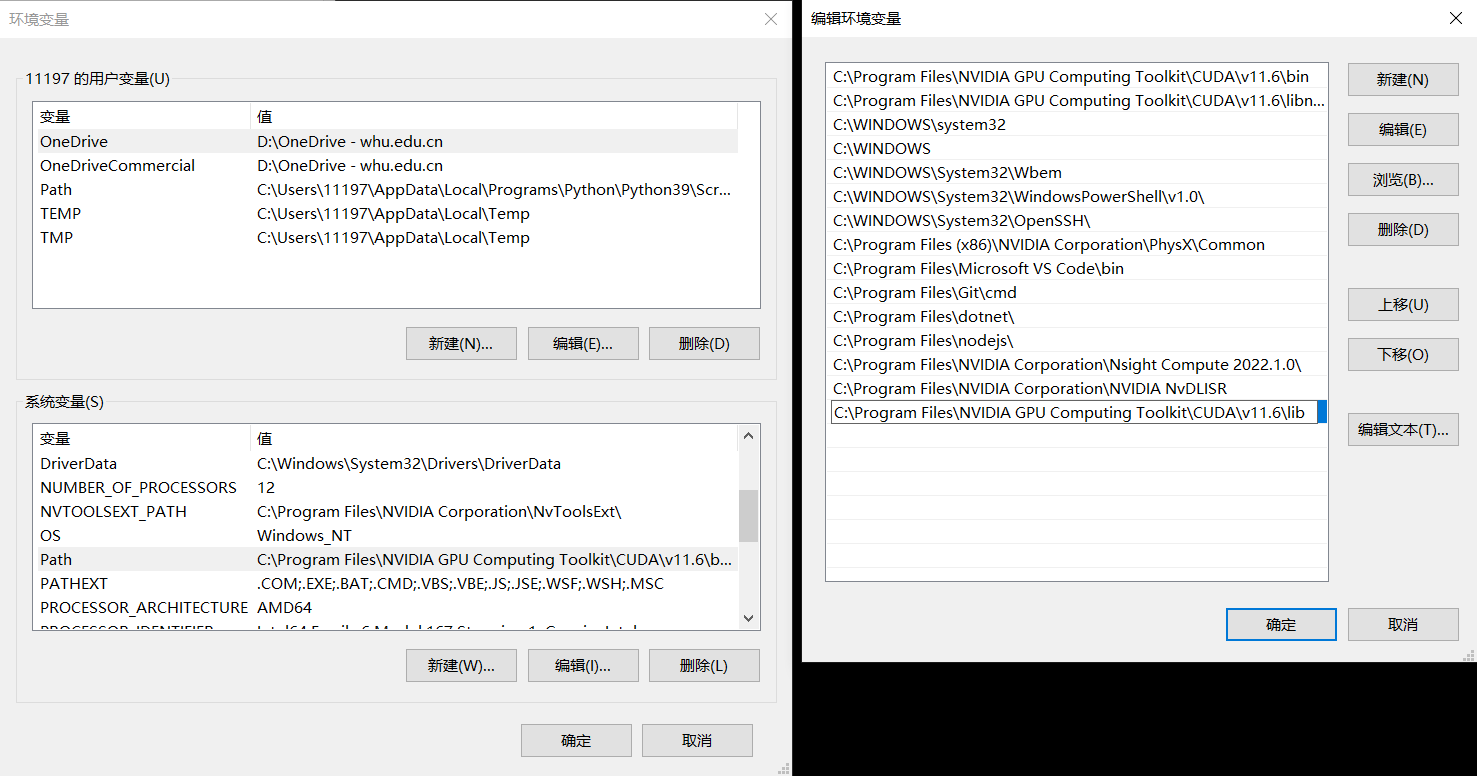 环境变量
11197 的用户变量(U)
变量 值
OneDrive D:\OneDrive - whu.edu.cn
OneDriveCommercial D:\OneDrive - whu.edu.cn
Path C:\Users\11197\AppData\Local\Programs\Python\Python39\Scr...
TEMP C:\Users\11197\AppData\Local\Temp
TMP C:\Users\11197\AppData\Local\Temp
新建(N)... 编辑(E)... 删除(D)
系统变量(S)
变量 值
DriverData C:\Windows\System32\Drivers\DriverData
NUMBER_OF_PROCESSORS 12
NVTOOLSEXT_PATH C:\Program Files\NVIDIA Corporation\NvToolsExt\
OS Windows_NT
Path C:\Program Files\NVIDIA GPU Computing Toolkit\CUDA\v11.6\b...
PATHEXT .COM;.EXE;.BAT;.CMD;.VBS;.VBE;.JS;.JSE;.WSF;.WSH;.MSC
PROCESSOR_ARCHITECTURE AMD64
新建(W)... 编辑(I)... 删除(L)
确定 取消
编辑环境变量
C:\Program Files\NVIDIA GPU Computing Toolkit\CUDA\v11.6\bin
C:\Program Files\NVIDIA GPU Computing Toolkit\CUDA\v11.6\libn...
C:\WINDOWS\system32
C:\WINDOWS
C:\WINDOWS\System32\Wbem
C:\WINDOWS\System32\WindowsPowerShell\v1.0\
C:\WINDOWS\System32\OpenSSH\
C:\Program Files (x86)\NVIDIA Corporation\PhysX\Common
C:\Program Files\Microsoft VS Code\bin
C:\Program Files\Git\cmd
C:\Program Files\dotnet\
C:\Program Files\nodejs\
C:\Program Files\NVIDIA Corporation\Nsight Compute 2022.1.0\
C:\Program Files\NVIDIA Corporation\NVIDIA NvDLISR
C:\Program Files\NVIDIA GPU Computing Toolkit\CUDA\v11.6\lib
新建(N)
编辑(E)
浏览(B)...
删除(D)
上移(U)
下移(O)
编辑文本(T)...
确定 取消